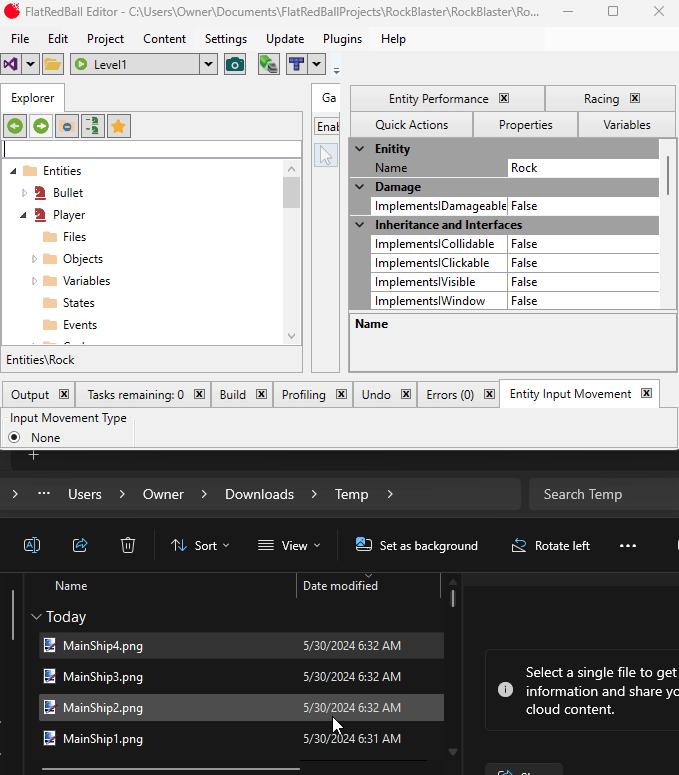 FlatRedBall Editor - C:\Users\Owner\Documents\FlatRedBallProjects\RockBlaster\RockBlaster\Ro...
File Edit Project Content Settings Update Plugins Help
Level1
Explorer
Entities
Bullet
Player
Files
Objects
Variables
States
Events
Entities\Rock
Ga
Enab
Entity Performance Racing
Quick Actions Properties Variables
Enitity
Name Rock
Damage
ImplementsIDamageable False
Inheritance and Interfaces
ImplementsICollidable False
ImplementsIClickable False
ImplementsIVisible False
ImplementsIWindow False
Name
Output Tasks remaining: 0 Build Profiling Undo Errors (0) Entity Input Movement
Input Movement Type
None
Users Owner Downloads Temp Search Temp
Sort View Set as background Rotate left
Name Date modified
Today
MainShip4.png 5/30/2024 6:32 AM
MainShip3.png 5/30/2024 6:32 AM
MainShip2.png 5/30/2024 6:32 AM
MainShip1.png 5/30/2024 6:31 AM
Select a single file to get
information and share yo
cloud content.